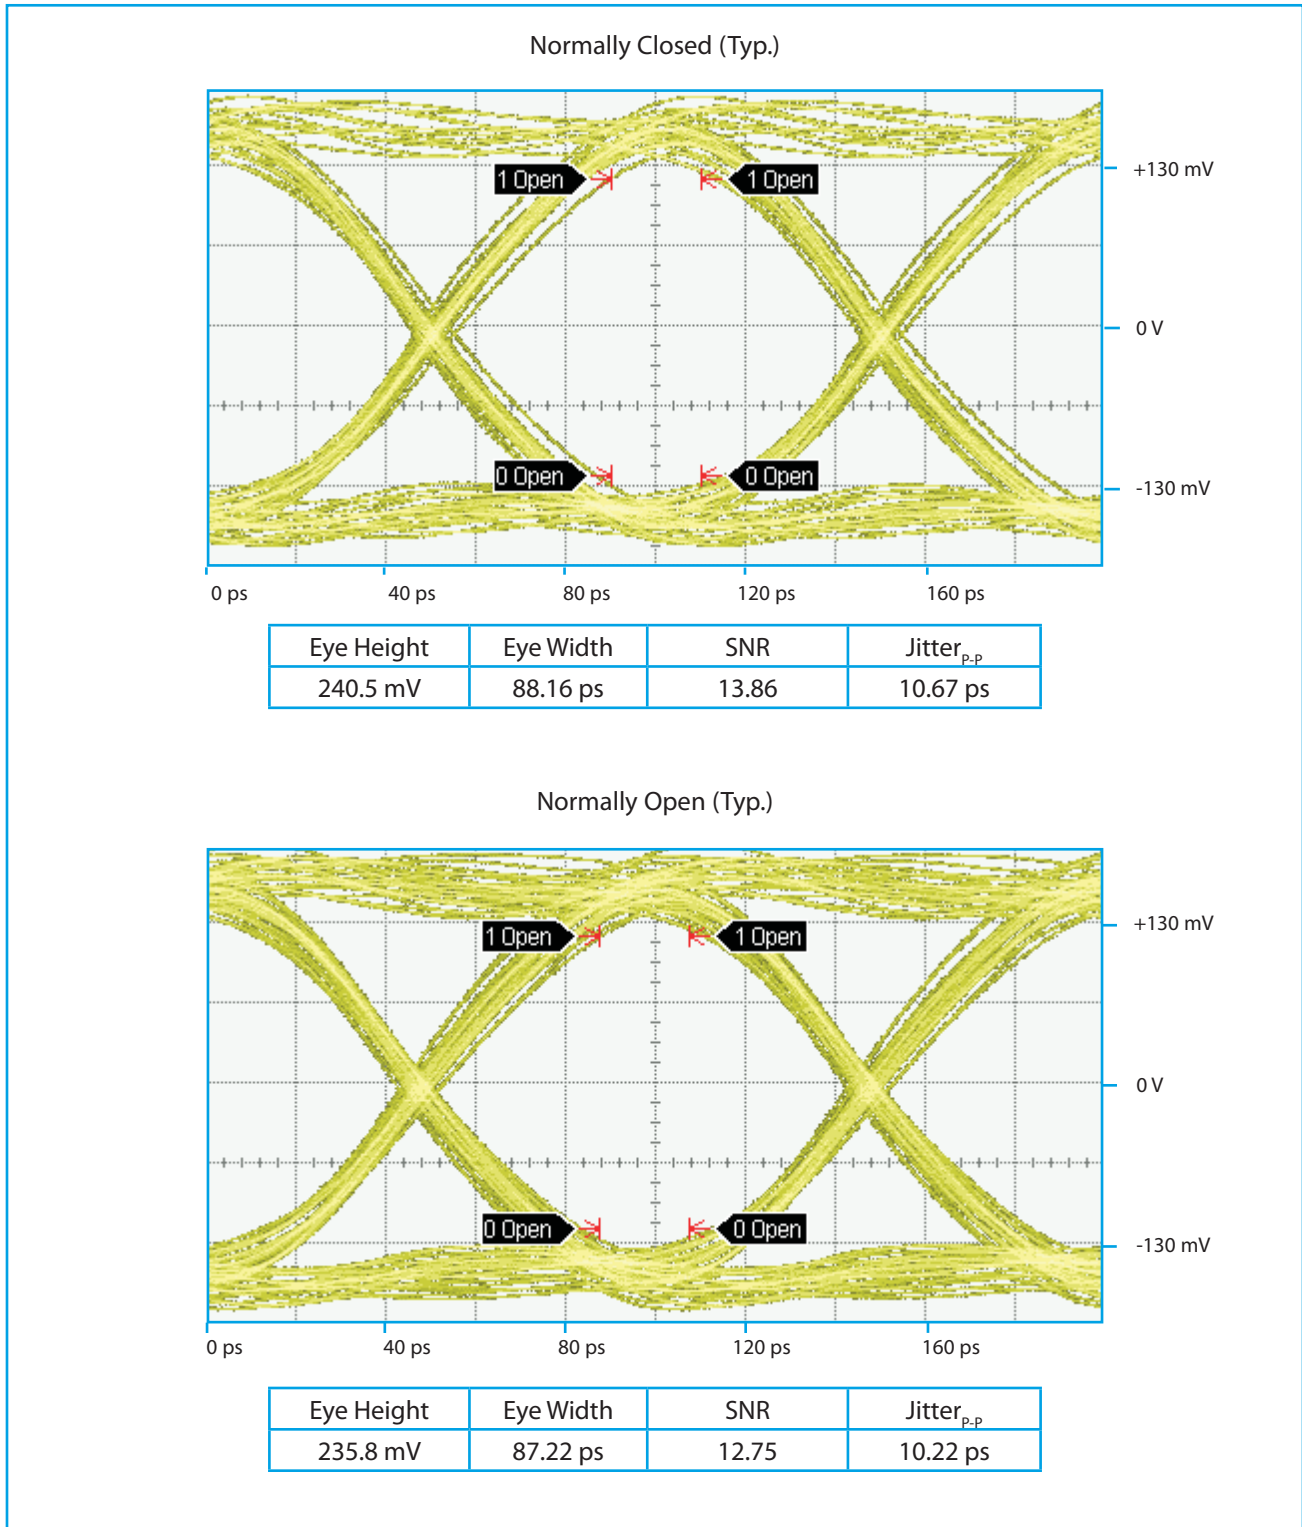 Normally Closed (Typ.)
1 Open 1 Open
+130 mV
0 V
0 Open 0 Open
-130 mV
0 ps 40 ps 80 ps 120 ps 160 ps
Eye Height Eye Width SNR Jitter P-P
240.5 mV 88.16 ps 13.86 10.67 ps
Normally Open (Typ.)
1 Open 1 Open
+130 mV
0 V
0 Open 0 Open
-130 mV
0 ps 40 ps 80 ps 120 ps 160 ps
Eye Height Eye Width SNR Jitter P-P
235.8 mV 87.22 ps 12.75 10.22 ps